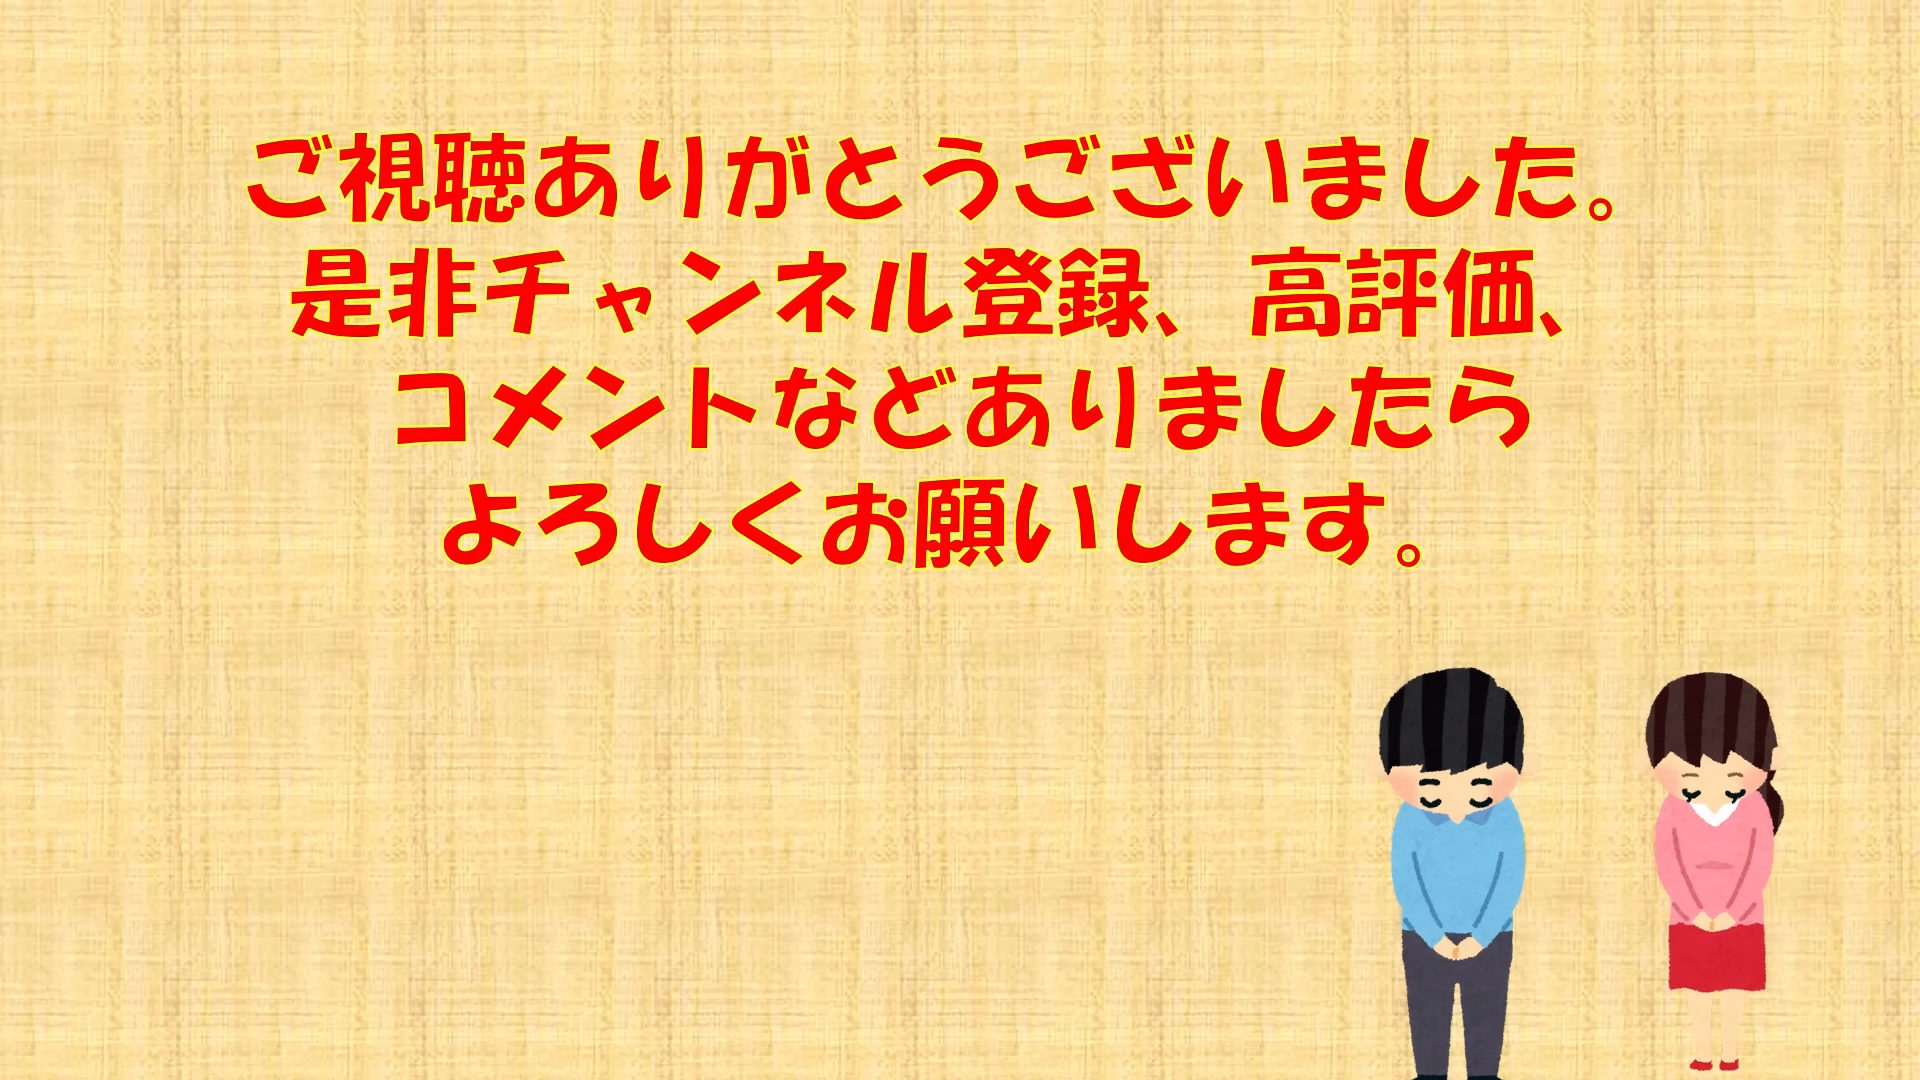 ご視聴ありがとうございました。
是非チャンネル登録、高評価、
コメントなどありましたら
よろしくお願いします。